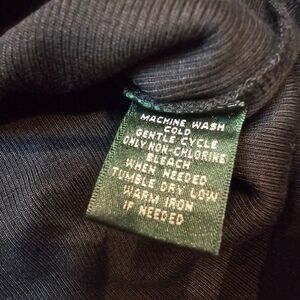 MACHINE WASH
COLD
GENTLE CYCLE
ONLY NON-CHLORINE
BLEACH
WHEN NEEDED
TUMBLE DRY LOW
WARM IRON
IF NEEDED